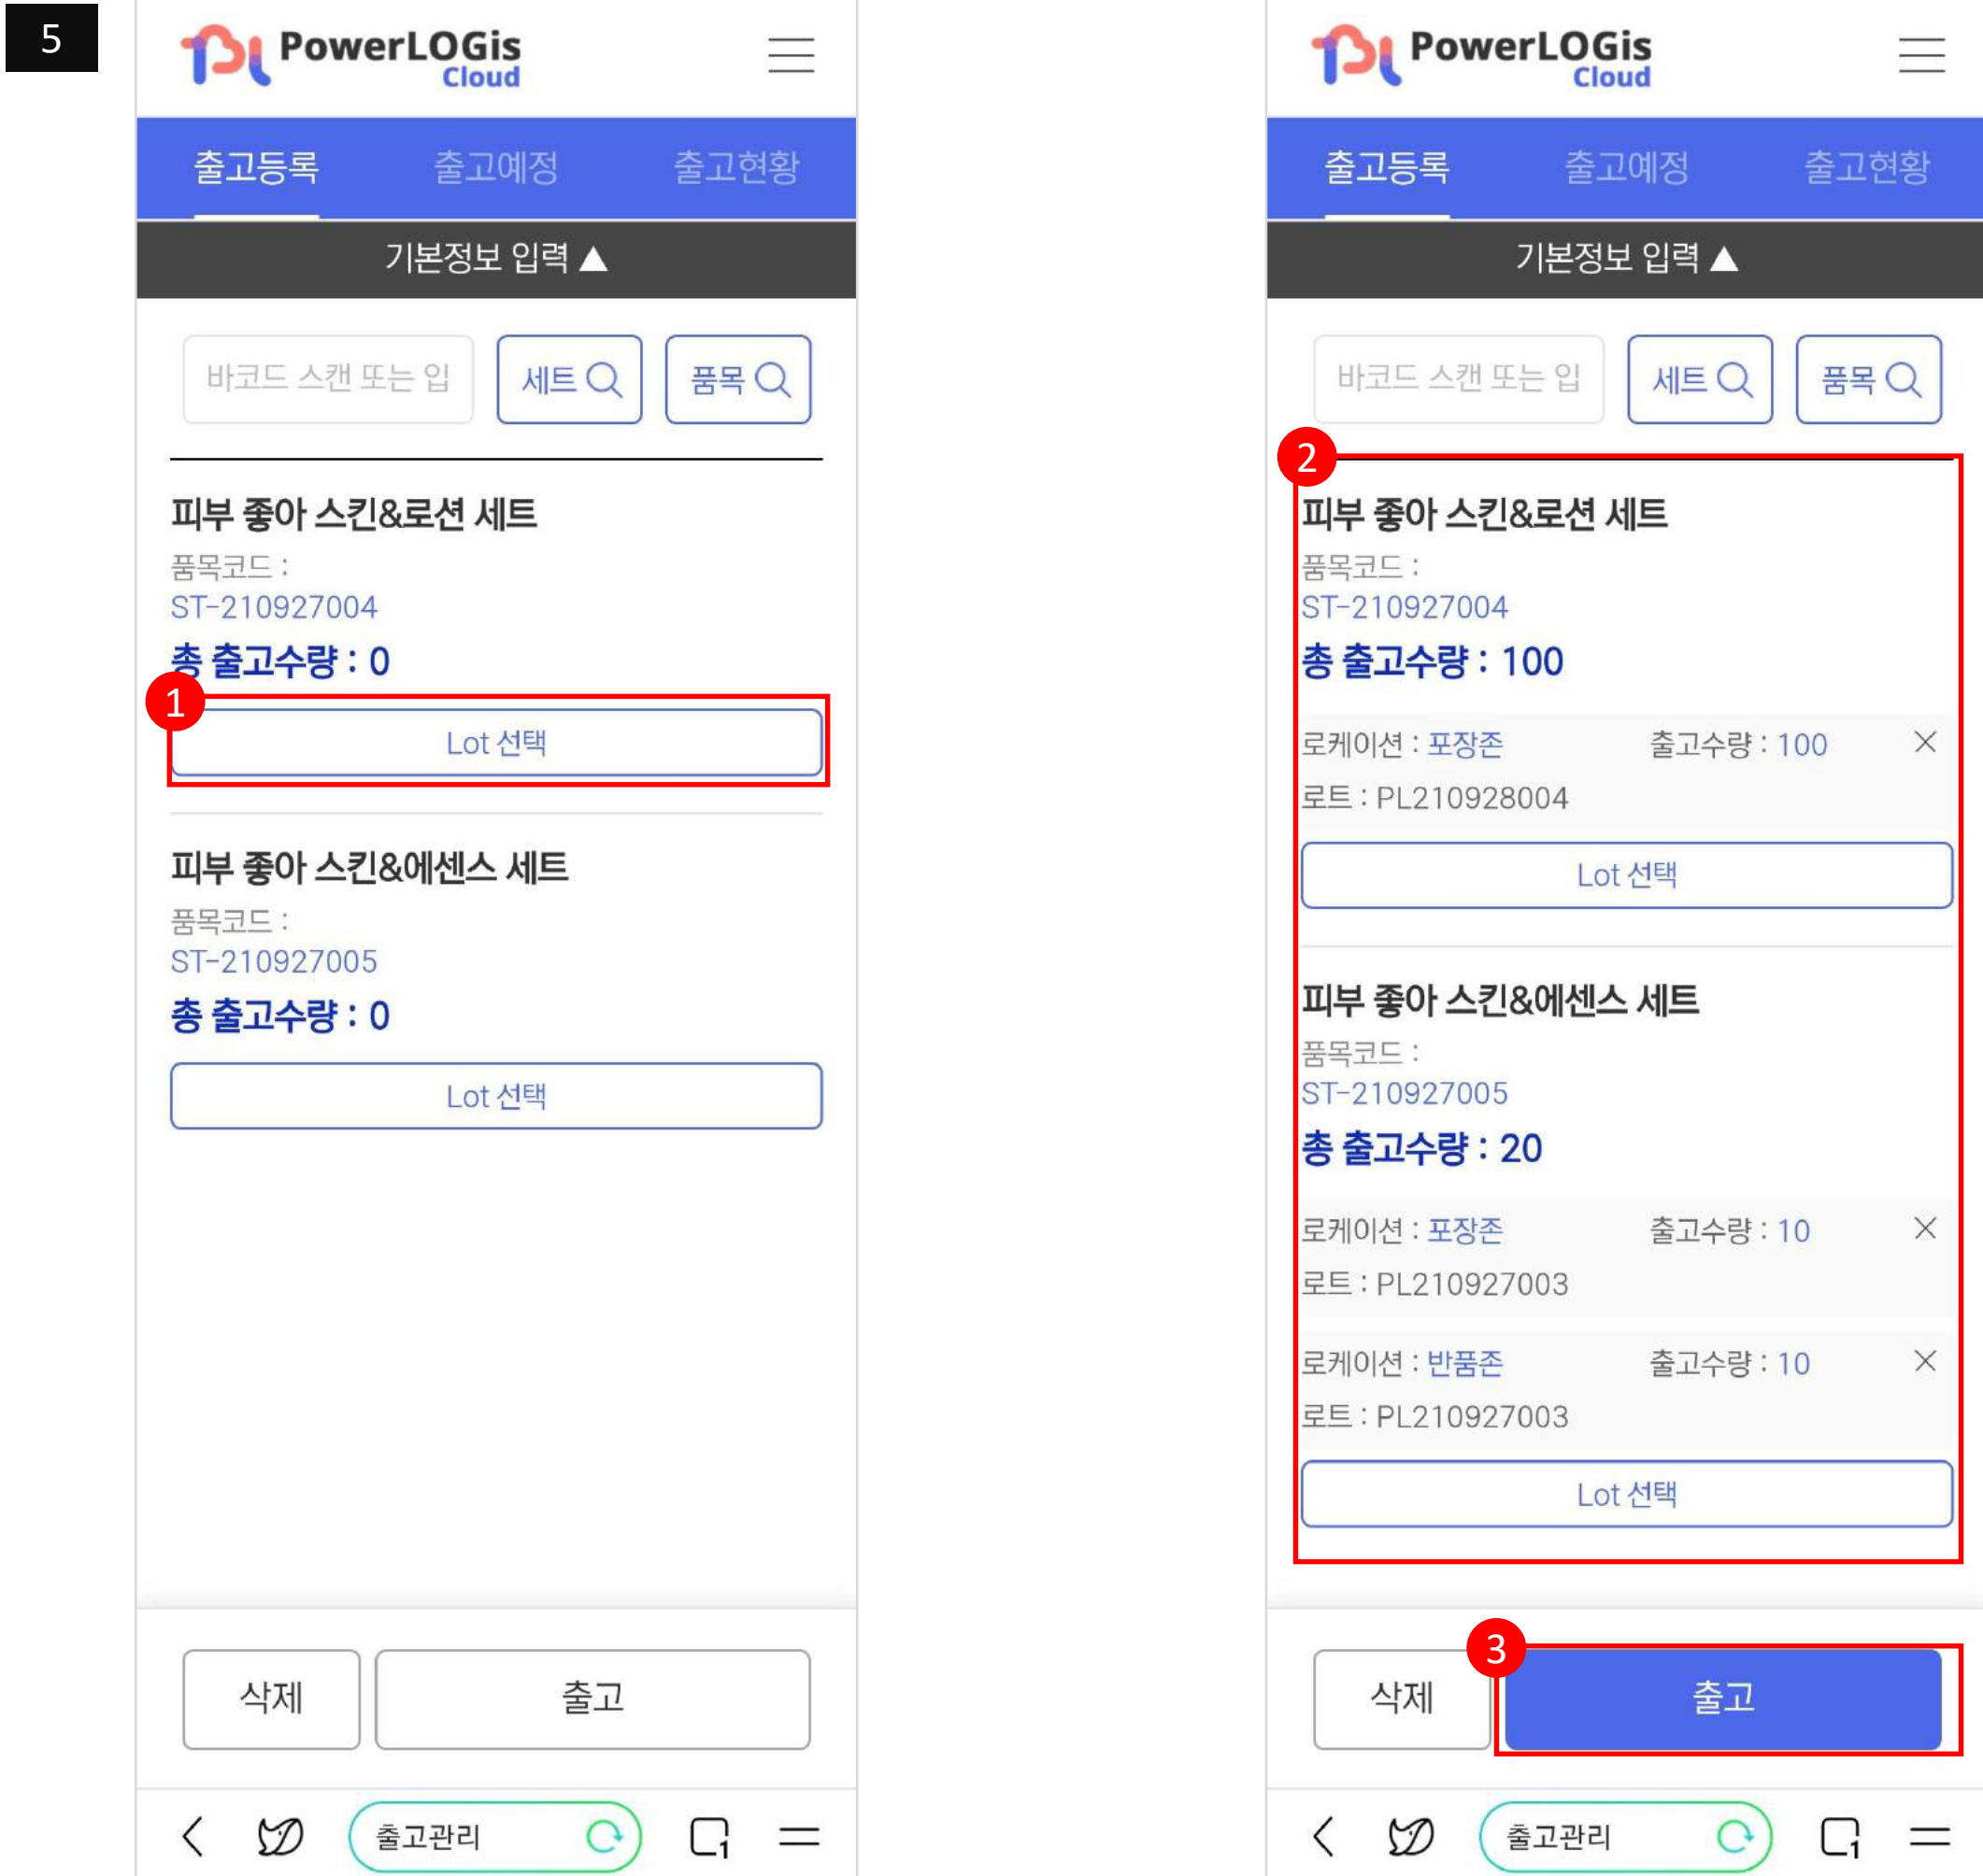 5
PowerLOGis
Cloud
출고등록 출고예정 출고현황
기본정보 입력 ▲
바코드 스캔 또는 입
세트
품목
피부 좋아 스킨&로션 세트
품목코드 :
ST-210927004
총 출고수량 : 0
1
Lot 선택
피부 좋아 스킨&에센스 세트
품목코드 :
ST-210927005
총 출고수량 : 0
Lot 선택
삭제
출고
출고관리
1
PowerLOGis
Cloud
출고등록 출고예정 출고현황
기본정보 입력 ▲
바코드 스캔 또는 입
세트
품목
2
피부 좋아 스킨&로션 세트
품목코드 :
ST-210927004
총 출고수량 : 100
로케이션 : 포장존 출고수량 : 100 ×
로트 : PL210928004
Lot 선택
피부 좋아 스킨&에센스 세트
품목코드 :
ST-210927005
총 출고수량 : 20
로케이션 : 포장존 출고수량 : 10 ×
로트 : PL210927003
로케이션 : 반품존 출고수량 : 10 ×
로트 : PL210927003
Lot 선택
3
삭제
출고
출고관리
1